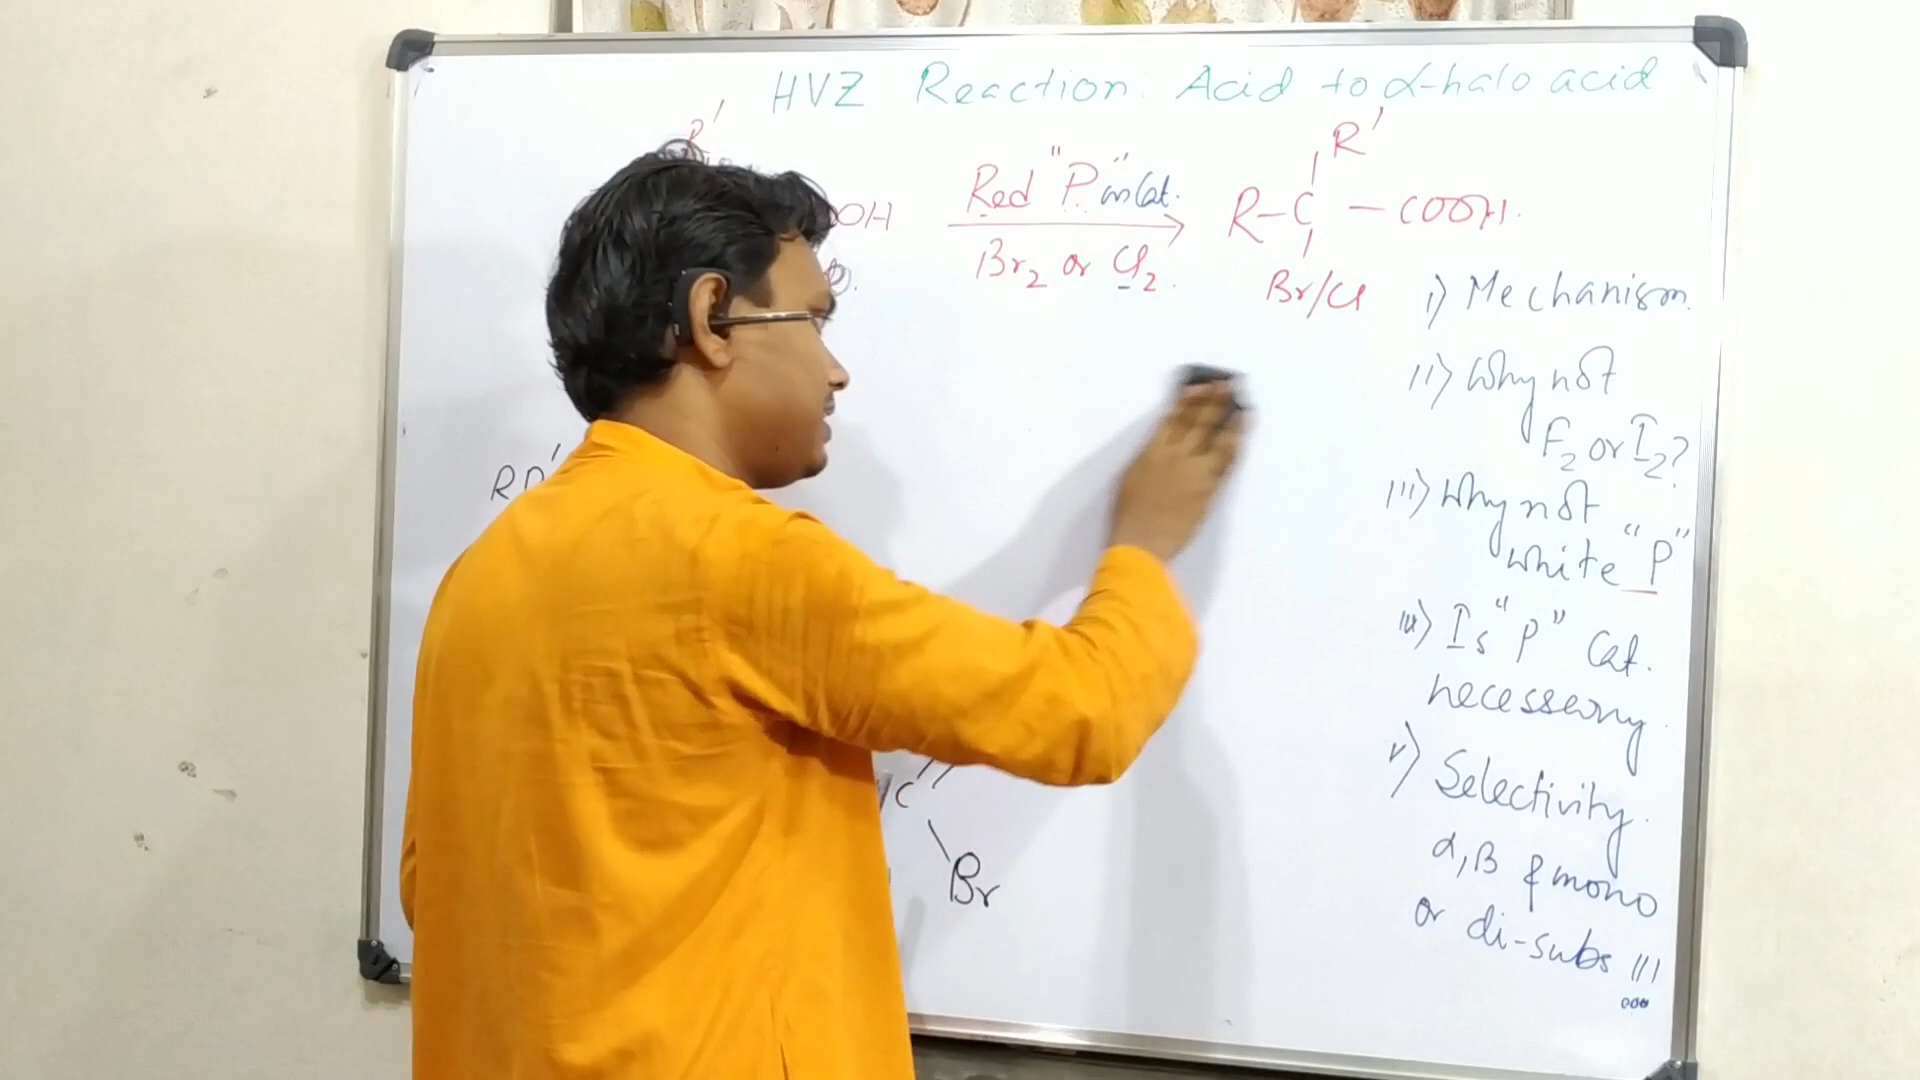 HVZ Reaction: Acid to α-halo acid
R'
R'
OOH
Red "P" as Cat.
R-C-COOH.
Br2 or Cl2.
Br/Cl
i) Mechanism.
ii) Why not
F2 or I2?
iii) Why not
white "P"
iv) Is "P" Cat.
necessary
v) Selectivity.
α, β & mono
or di-subs !!!
C
Br